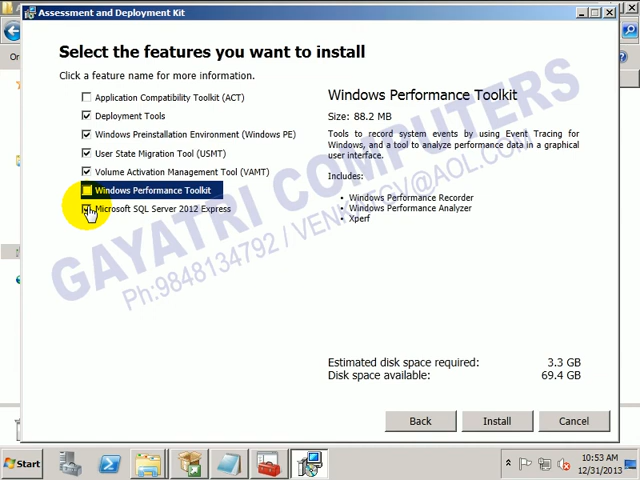 Assessment and Deployment Kit
Select the features you want to install
Click a feature name for more information.
Application Compatibility Toolkit (ACT)
Deployment Tools
Windows Preinstallation Environment (Windows PE)
User State Migration Tool (USMT)
Volume Activation Management Tool (VAMT)
Windows Performance Toolkit
Microsoft SQL Server 2012 Express
Windows Performance Toolkit
Size: 88.2 MB
Tools to record system events by using Event Tracing for
Windows, and a tool to analyze performance data in a graphical
user interface.
Includes:
• Windows Performance Recorder
• Windows Performance Analyzer
• Xperf
GAYATRI COMPUTERS
Ph:9848134792 / VENKATGV@AOL.COM
Estimated disk space required: 3.3 GB
Disk space available: 69.4 GB
Back
Install
Cancel
Start
10:53 AM
12/31/2013